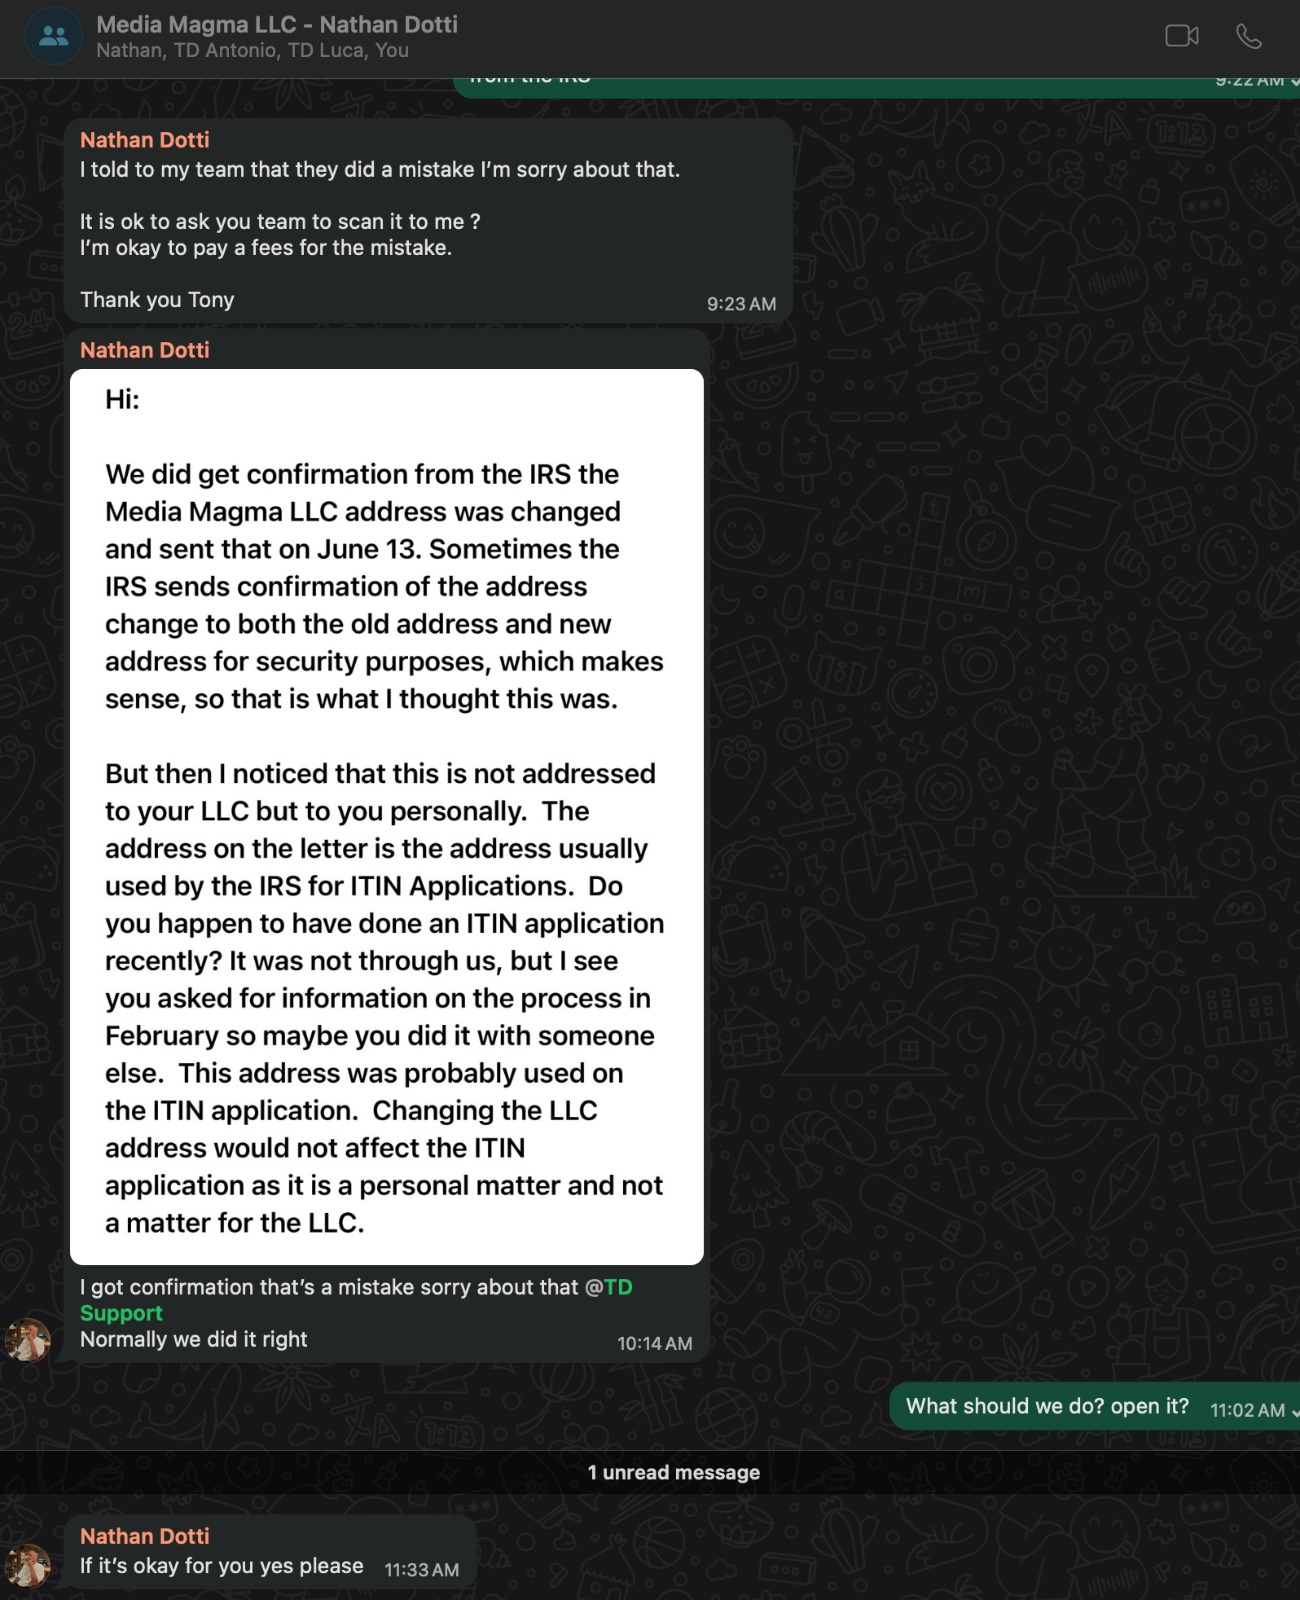 Media Magma LLC - Nathan Dotti
Nathan, TD Antonio, TD Luca, You
from the IRS
9:22 AM
Nathan Dotti
I told to my team that they did a mistake I’m sorry about that.
It is ok to ask you team to scan it to me ?
I’m okay to pay a fees for the mistake.
Thank you Tony
9:23 AM
Nathan Dotti
Hi:
We did get confirmation from the IRS the
Media Magma LLC address was changed
and sent that on June 13. Sometimes the
IRS sends confirmation of the address
change to both the old address and new
address for security purposes, which makes
sense, so that is what I thought this was.
But then I noticed that this is not addressed
to your LLC but to you personally.  The
address on the letter is the address usually
used by the IRS for ITIN Applications.  Do
you happen to have done an ITIN application
recently? It was not through us, but I see
you asked for information on the process in
February so maybe you did it with someone
else.  This address was probably used on
the ITIN application.  Changing the LLC
address would not affect the ITIN
application as it is a personal matter and not
a matter for the LLC.
I got confirmation that’s a mistake sorry about that @TD
Support
Normally we did it right
10:14 AM
What should we do? open it?
11:02 AM
1 unread message
Nathan Dotti
If it’s okay for you yes please
11:33 AM